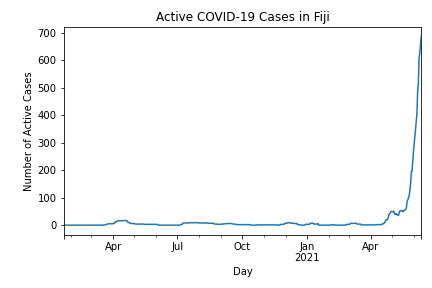 Active COVID-19 Cases in Fiji
Number of Active Cases
700
600
500
400
300
200
100
0
Apr
Jul
Oct
Jan
2021
Apr
Day